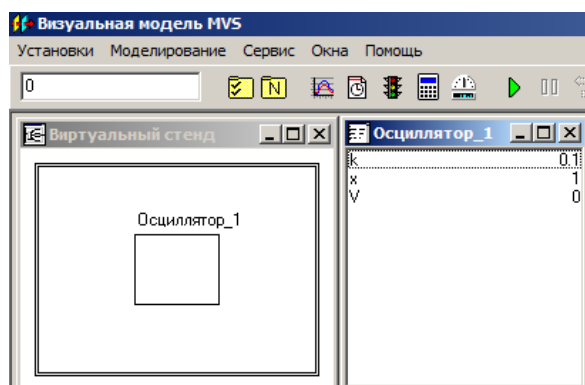 Визуальная модель MVS
Установки Моделирование Сервис Окна Помощь
0
N
Виртуальный стенд
Осциллятор_1
Осциллятор_1
k 0.1
x 1
V 0